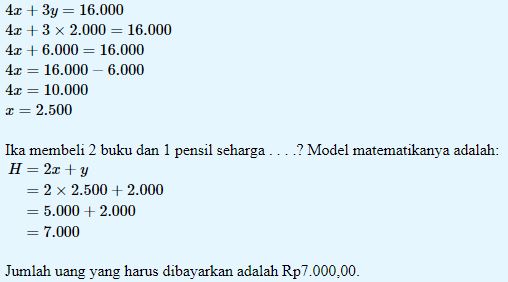 4x + 3y = 16.000
4x + 3 × 2.000 = 16.000
4x + 6.000 = 16.000
4x = 16.000 − 6.000
4x = 10.000
x = 2.500
Ika membeli 2 buku dan 1 pensil seharga . . . .? Model matematikanya adalah:
H = 2x + y
= 2 × 2.500 + 2.000
= 5.000 + 2.000
= 7.000
Jumlah uang yang harus dibayarkan adalah Rp7.000,00.